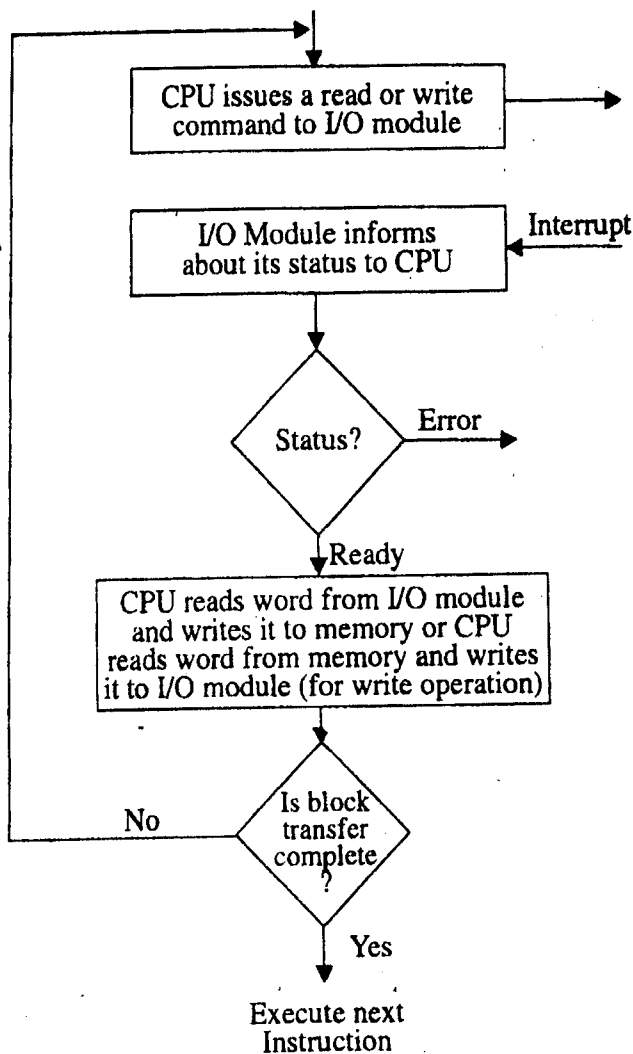 CPU issues a read or write
command to I/O module
I/O Module informs
about its status to CPU
Interrupt
Status?
Error
Ready
CPU reads word from I/O module
and writes it to memory or CPU
reads word from memory and writes
it to I/O module (for write operation)
Is block
transfer
complete
?
No
Yes
Execute next
Instruction